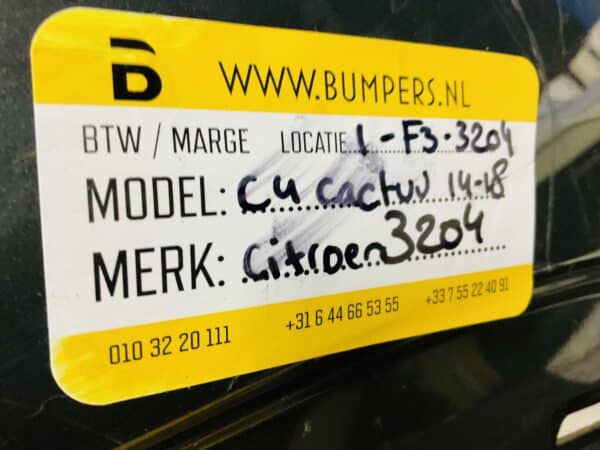 B WWW.BUMPERS.NL
BTW / MARGE LOCATIE 1-F3-3204
MODEL: C4 cactus 14-18
MERK: Citroen 3204
010 32 20 111 +31 6 44 66 53 55 +33 7 55 22 40 91